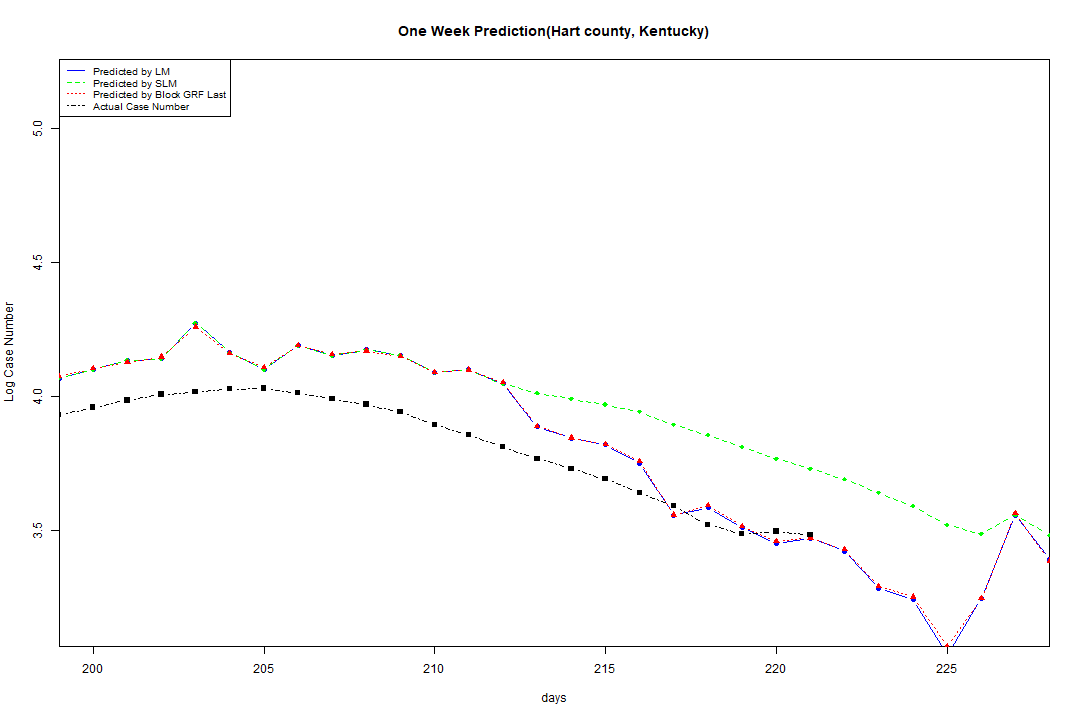 One Week Prediction(Hart county, Kentucky)
Predicted by LM
Predicted by SLM
Predicted by Block GRF Last
Actual Case Number
5.0
4.5
4.0
3.5
Log Case Number
200 205 210 215 220 225
days